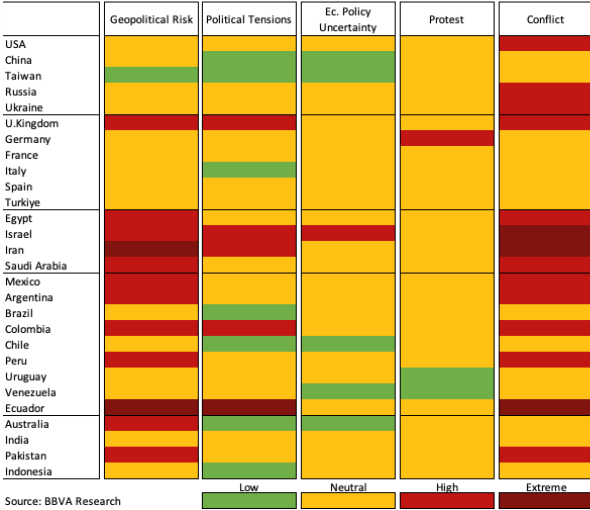 Geopolitical Risk Political Tensions Ec. Policy Uncertainty Protest Conflict
USA
China
Taiwan
Russia
Ukraine
U.Kingdom
Germany
France
Italy
Spain
Turkiye
Egypt
Israel
Iran
Saudi Arabia
Mexico
Argentina
Brazil
Colombia
Chile
Peru
Uruguay
Venezuela
Ecuador
Australia
India
Pakistan
Indonesia
Low Neutral High Extreme
Source: BBVA Research